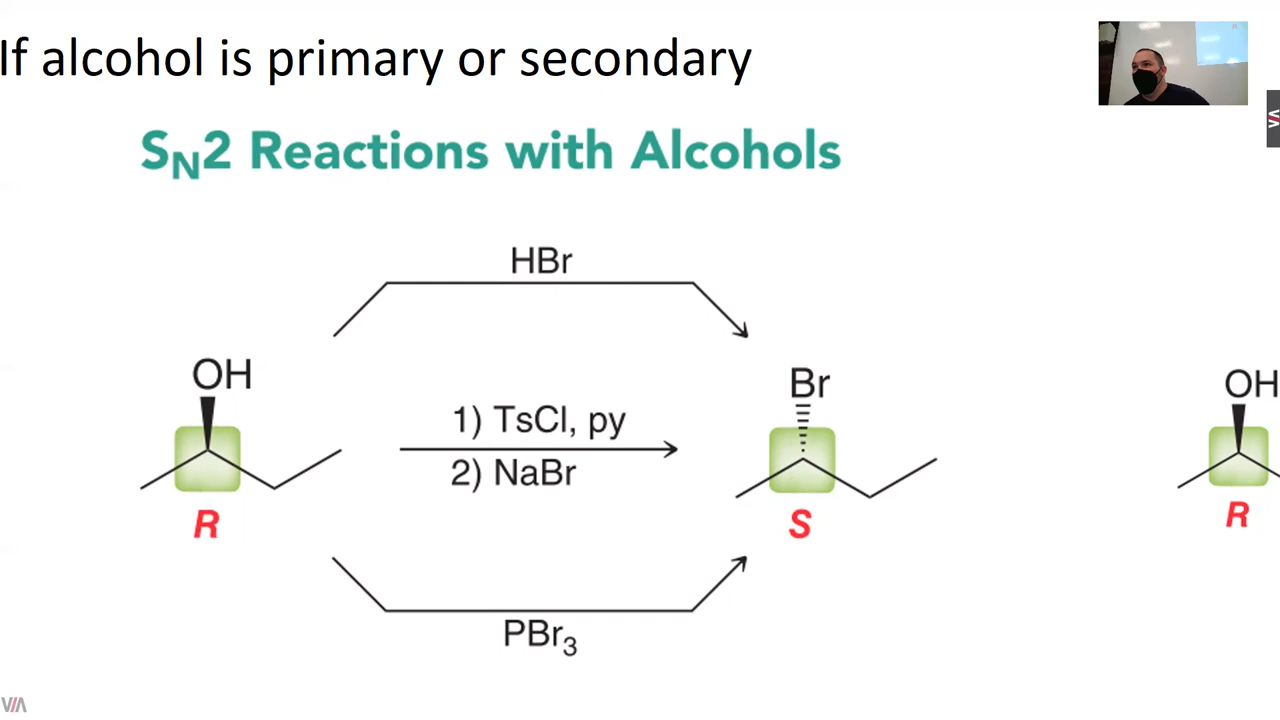 If alcohol is primary or secondary
SN2 Reactions with Alcohols
HBr
OH
1) TsCl, py
2) NaBr
Br
OH
R
S
R
PBr3
VIA